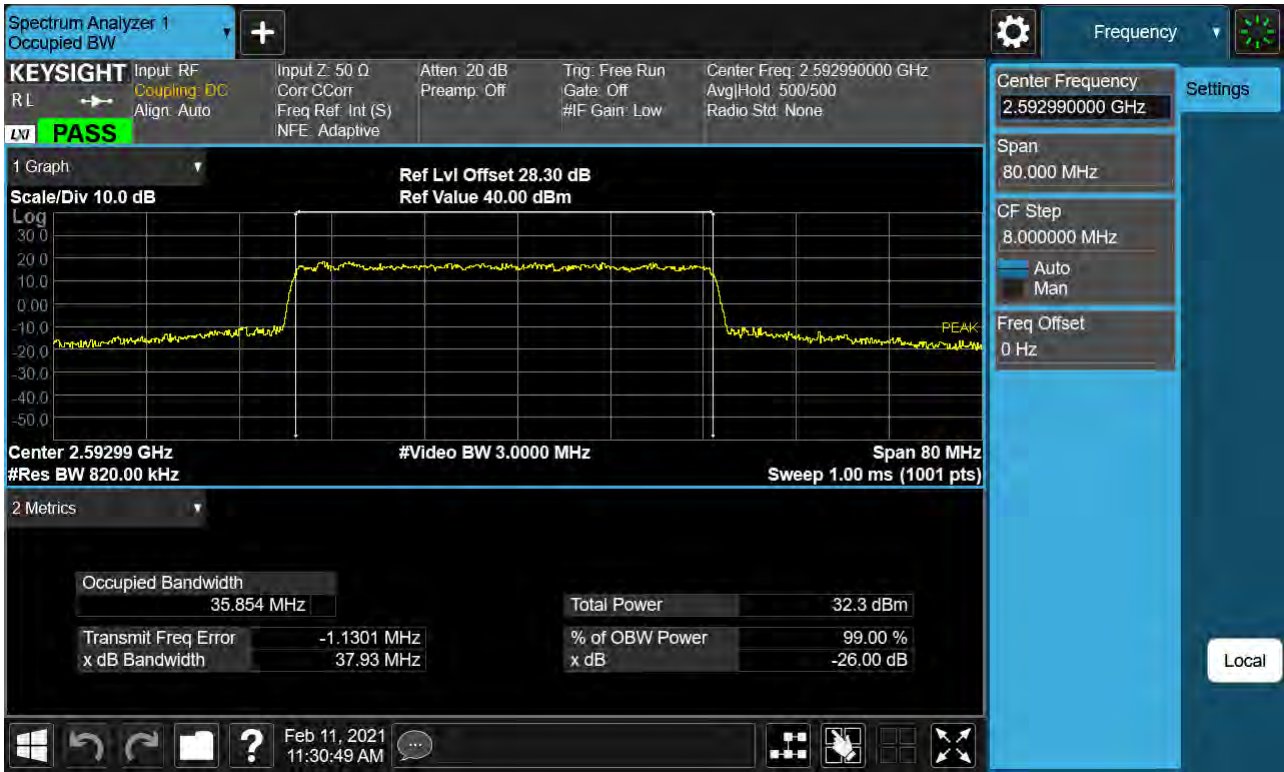 Spectrum Analyzer 1
Occupied BW
+
Frequency
KEYSIGHT
R L
LXI
PASS
Input: RF
Coupling: DC
Align: Auto
Input Z: 50 Ω
Corr CCorr
Freq Ref: Int (S)
NFE: Adaptive
Atten: 20 dB
Preamp: Off
Trig: Free Run
Gate: Off
#IF Gain: Low
Center Freq: 2.592990000 GHz
Avg|Hold: 500/500
Radio Std: None
Center Frequency
2.592990000 GHz
Settings
Span
80.000 MHz
CF Step
8.000000 MHz
Auto
Man
Freq Offset
0 Hz
Local
1 Graph
Scale/Div 10.0 dB
Ref Lvl Offset 28.30 dB
Ref Value 40.00 dBm
Log
30.0
20.0
10.0
0.00
-10.0
-20.0
-30.0
-40.0
-50.0
PEAK
Center 2.59299 GHz
#Video BW 3.0000 MHz
Span 80 MHz
#Res BW 820.00 kHz
Sweep 1.00 ms (1001 pts)
2 Metrics
Occupied Bandwidth
35.854 MHz
Transmit Freq Error -1.1301 MHz
x dB Bandwidth 37.93 MHz
Total Power 32.3 dBm
% of OBW Power 99.00 %
x dB -26.00 dB
?
Feb 11, 2021
11:30:49 AM